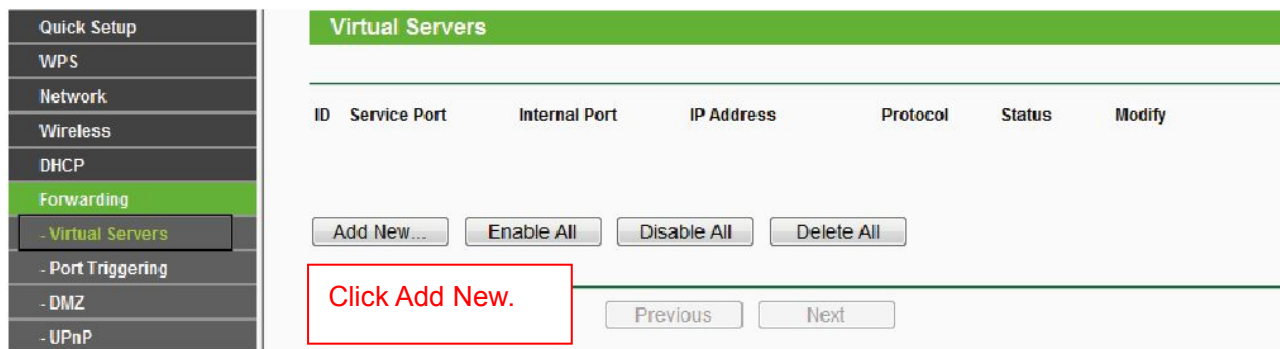 Quick Setup
WPS
Network
Wireless
DHCP
Forwarding
- Virtual Servers
- Port Triggering
- DMZ
- UPnP
Virtual Servers
ID Service Port Internal Port IP Address Protocol Status Modify
Add New... Enable All Disable All Delete All
Click Add New.
Previous Next